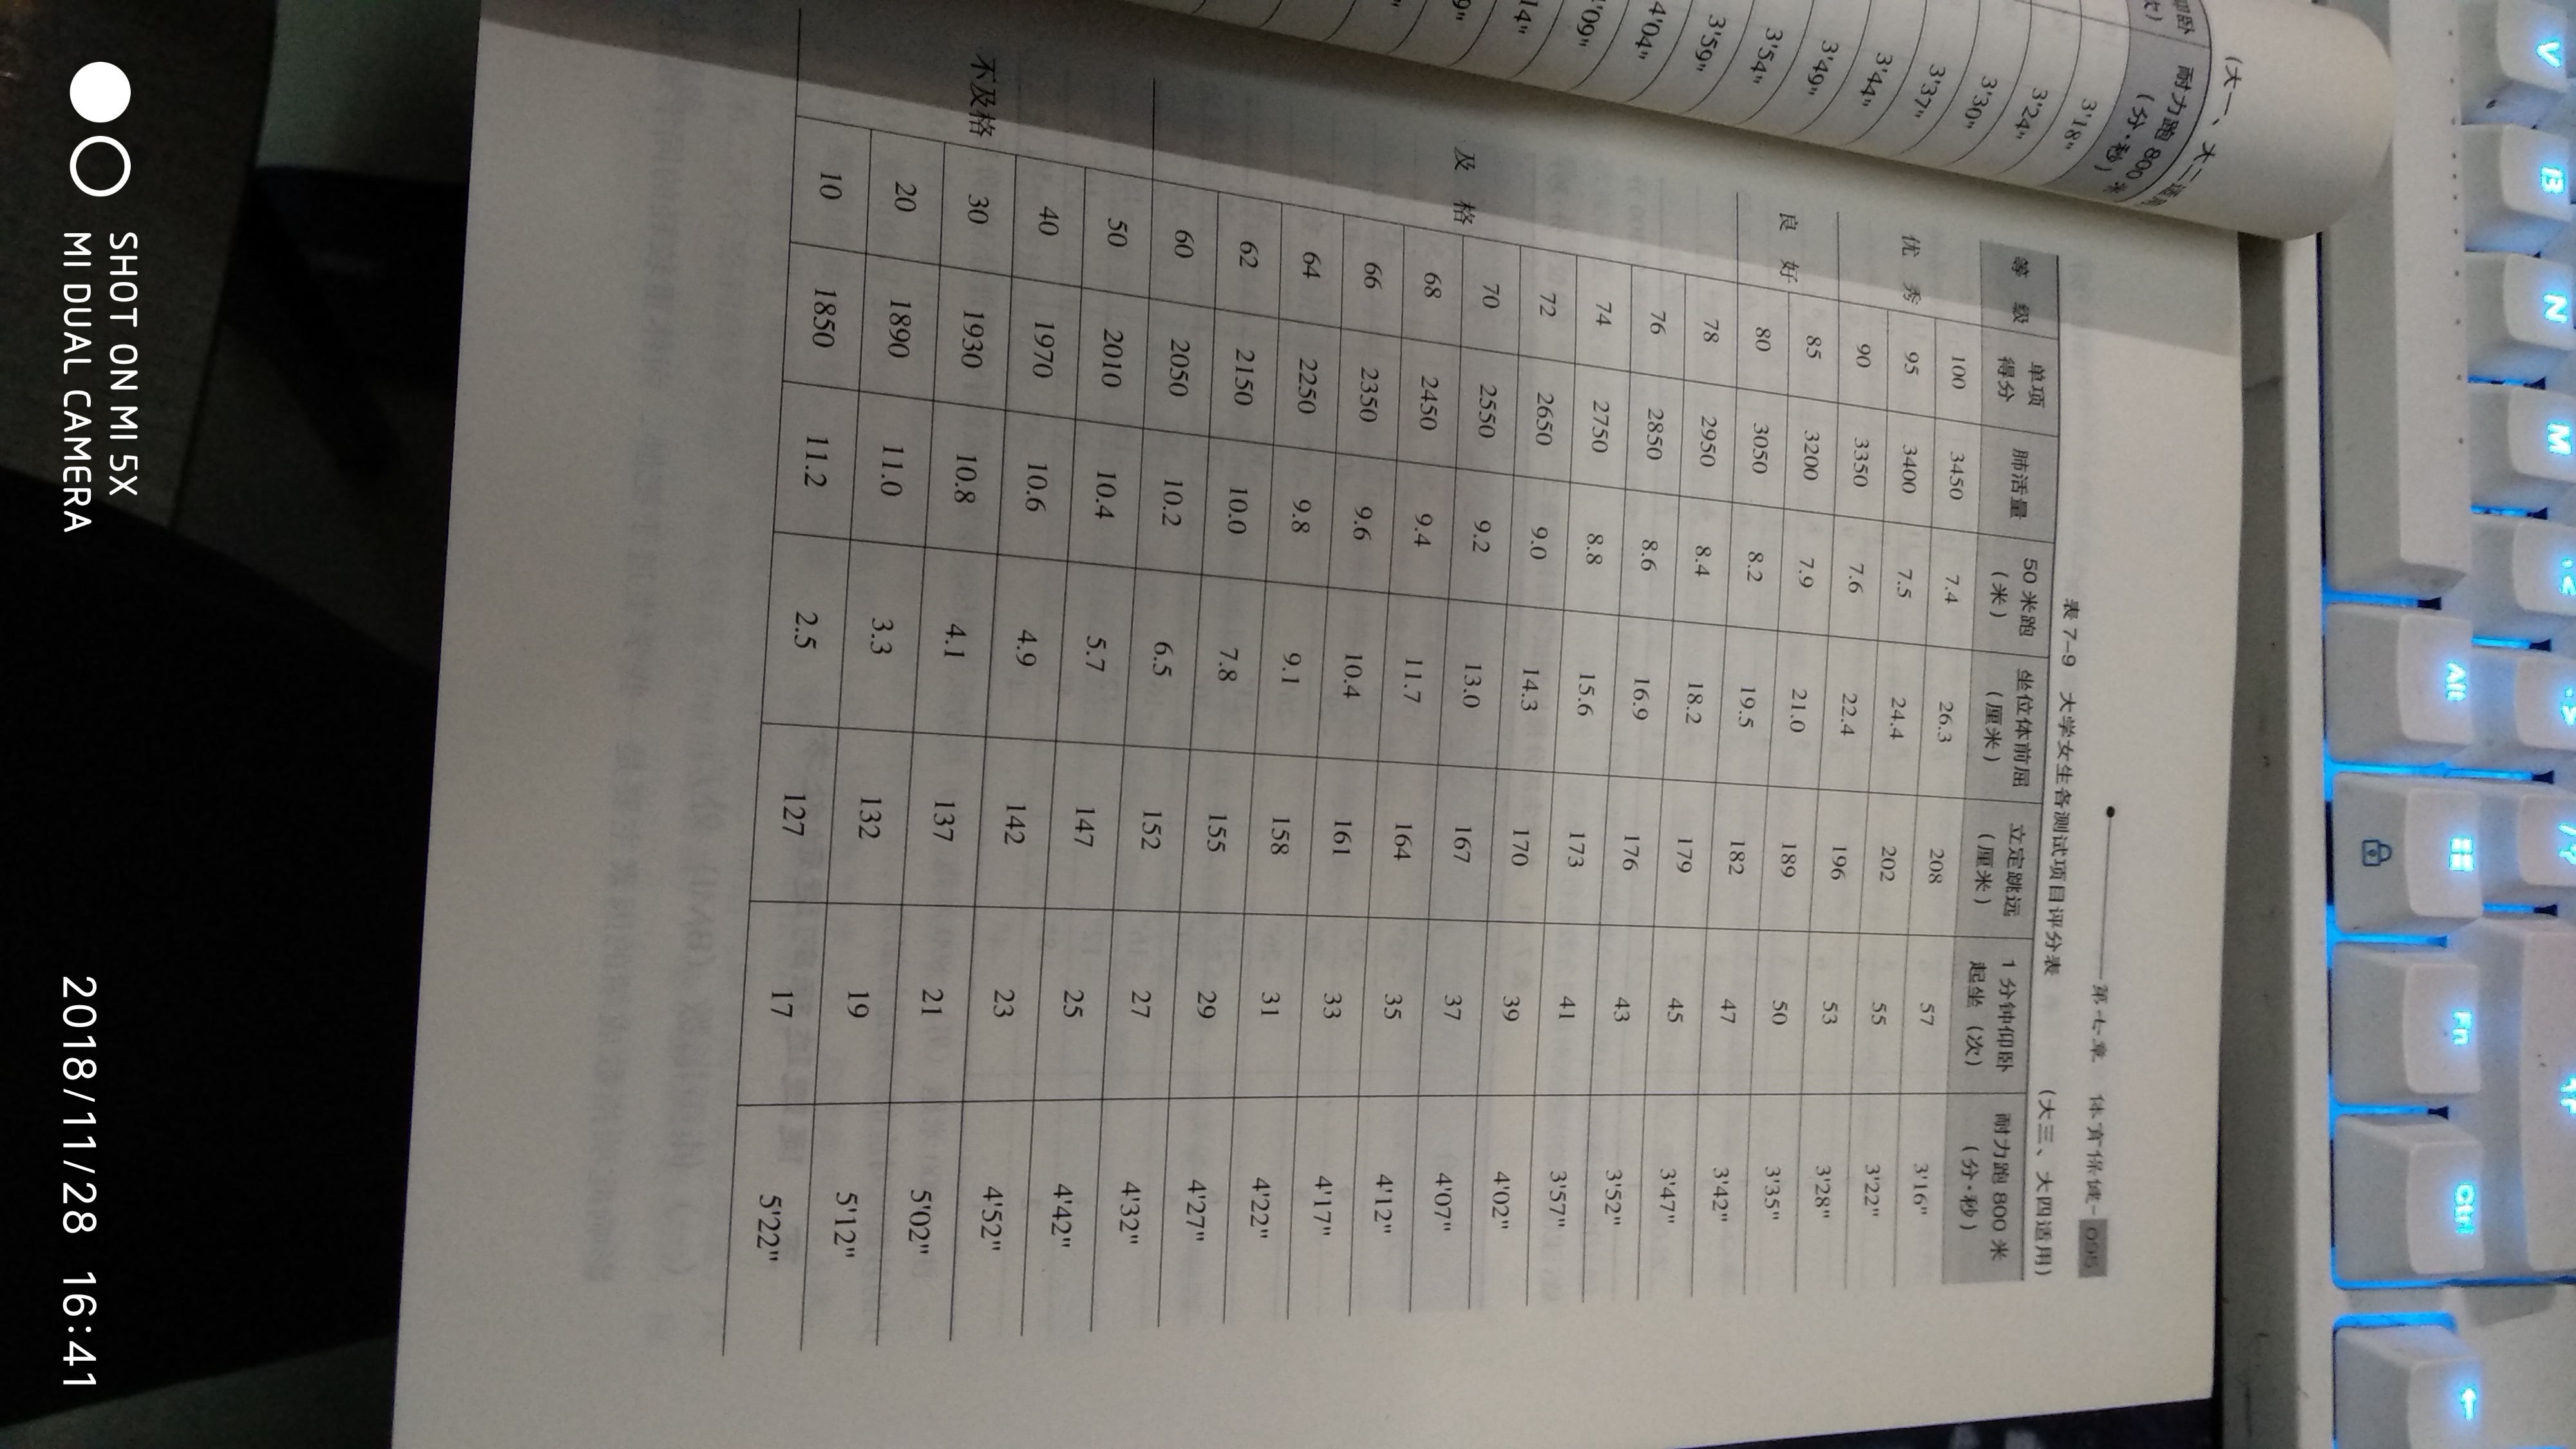 第七章 体育保健 095
表 7-9 大学女生各测试项目评分表 (大三、大四适用)
等 级 单项得分 肺活量 50 米跑(米) 坐位体前屈(厘米) 立定跳远(厘米) 1 分钟仰卧起坐(次) 耐力跑 800 米(分·秒)
优 秀 100 3450 7.4 26.3 208 57 3'16"
95 3400 7.5 24.4 202 55 3'22"
90 3350 7.6 22.4 196 53 3'28"
良 好 85 3200 7.9 21.0 189 50 3'35"
80 3050 8.2 19.5 182 47 3'42"
及 格 78 2950 8.4 18.2 179 45 3'47"
76 2850 8.6 16.9 176 43 3'52"
74 2750 8.8 15.6 173 41 3'57"
72 2650 9.0 14.3 170 39 4'02"
70 2550 9.2 13.0 167 37 4'07"
68 2450 9.4 11.7 164 35 4'12"
66 2350 9.6 10.4 161 33 4'17"
64 2250 9.8 9.1 158 31 4'22"
62 2150 10.0 7.8 155 29 4'27"
60 2050 10.2 6.5 152 27 4'32"
不及格 50 2010 10.4 5.7 147 25 4'42"
40 1970 10.6 4.9 142 23 4'52"
30 1930 10.8 4.1 137 21 5'02"
20 1890 11.0 3.3 132 19 5'12"
10 1850 11.2 2.5 127 17 5'22"
(大一、大二适用
耐力跑 800 米
(分·秒)
3'18"
3'24"
3'30"
3'37"
3'44"
3'49"
3'54"
3'59"
4'04"
'09"
14"
9"
V
B
N
M
Alt
Fn
Ctrl
SHOT ON MI 5X
MI DUAL CAMERA
2018/11/28 16:41